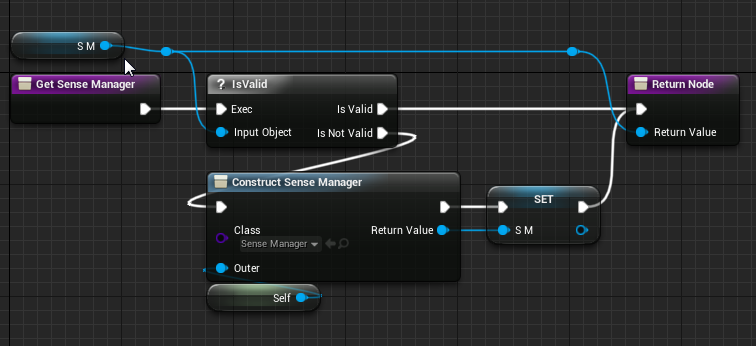 S M
Get Sense Manager
? IsValid
Return Node
Exec
Is Valid
Input Object
Is Not Valid
Return Value
Construct Sense Manager
SET
Class
Sense Manager
Return Value
S M
Outer
Self